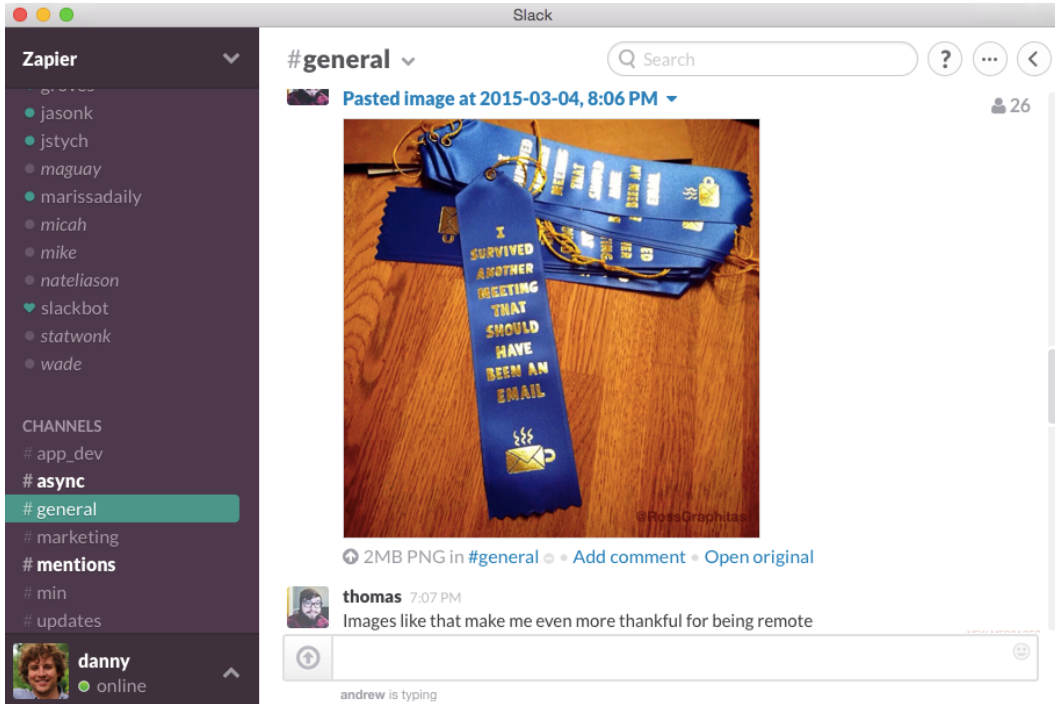 Slack
Zapier
groves
jasonk
jstych
maguay
marissadaily
micah
mike
nateliason
slackbot
statwonk
wade
CHANNELS
# app_dev
# async
# general
# marketing
# mentions
# min
# updates
danny
online
#general
Search
?
26
Pasted image at 2015-03-04, 8:06 PM
I
SURVIVED
ANOTHER
MEETING
THAT
SHOULD
HAVE
BEEN AN
EMAIL
@RossGraphitas
2MB PNG in #general • Add comment • Open original
thomas 7:07 PM
Images like that make me even more thankful for being remote
NEW MESSAGES
andrew is typing